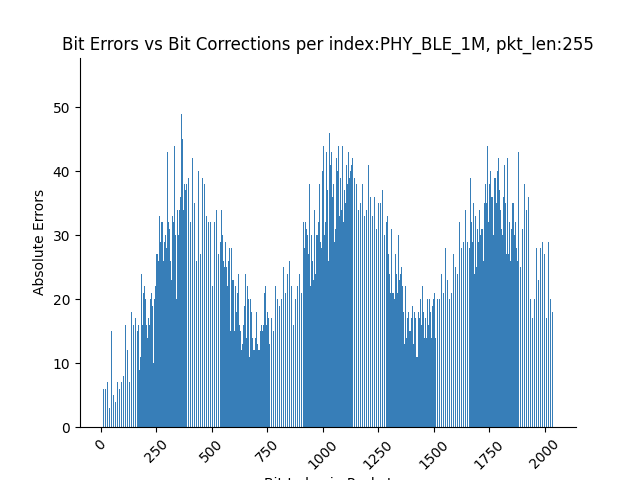 Bit Errors vs Bit Corrections per index:PHY_BLE_1M, pkt_len:255
Absolute Errors
50
40
30
20
10
0
0 250 500 750 1000 1250 1500 1750 2000